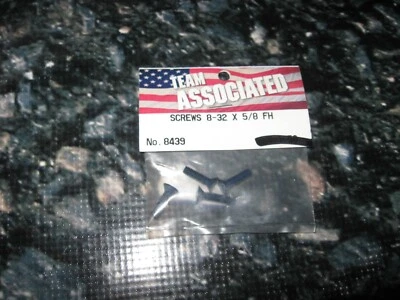 TEAM
ASSOCIATED
SCREWS 8-32 X 5/8 FH
No. 8439